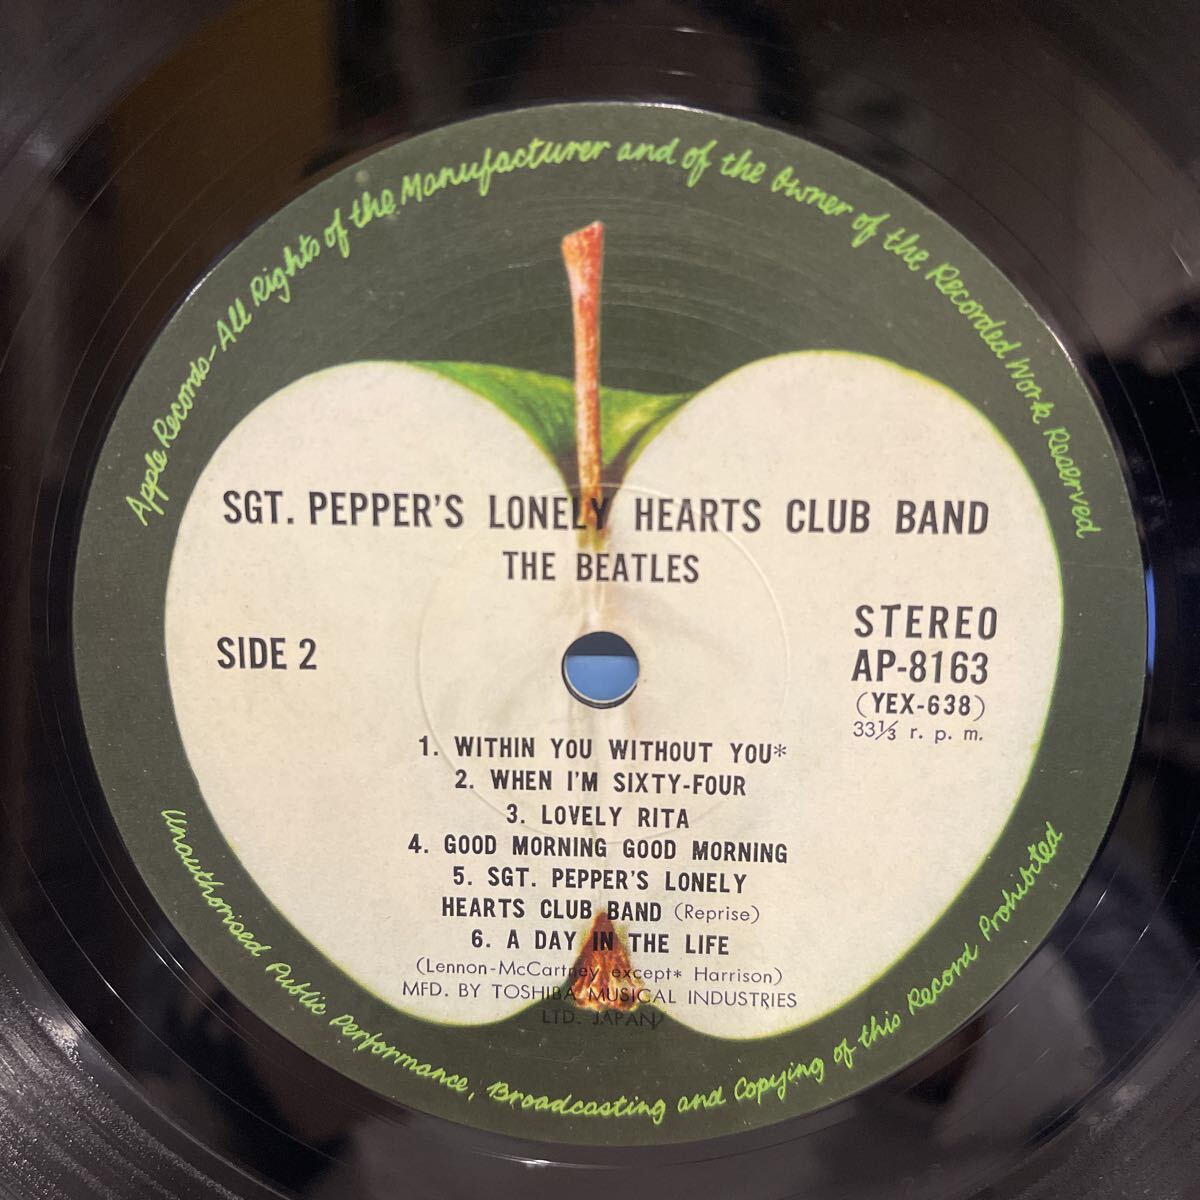 Apple Records-All Rights of the Manufacturer and of the Owner of the Recorded Work Reserved
SGT. PEPPER'S LONELY HEARTS CLUB BAND
THE BEATLES
SIDE 2
STEREO
AP-8163
(YEX-638)
33⅓ r. p. m.
1. WITHIN YOU WITHOUT YOU*
2. WHEN I'M SIXTY-FOUR
3. LOVELY RITA
4. GOOD MORNING GOOD MORNING
5. SGT. PEPPER'S LONELY
HEARTS CLUB BAND (Reprise)
6. A DAY IN THE LIFE
(Lennon-McCartney except* Harrison)
MFD. BY TOSHIBA MUSICAL INDUSTRIES
LTD. JAPAN
Unauthorised Public Performance, Broadcasting and Copying of this Record Prohibited